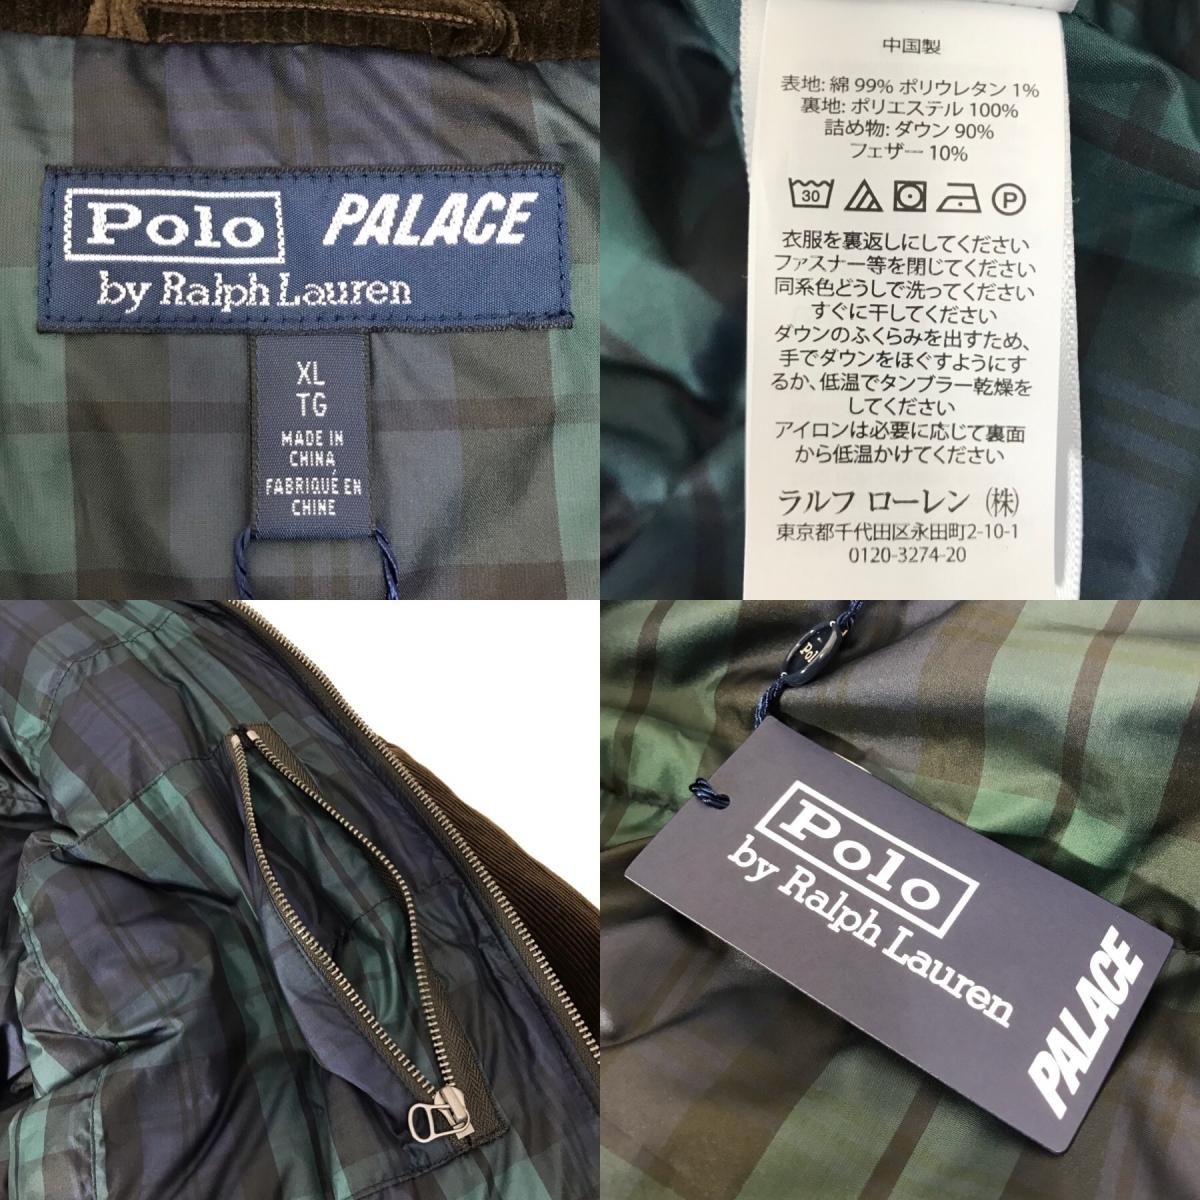 Polo
PALACE
by Ralph Lauren
XL
TG
MADE IN
CHINA
FABRIQUÉ EN
CHINE
中国製
表地: 綿 99% ポリウレタン 1%
裏地: ポリエステル 100%
詰め物: ダウン 90%
フェザー 10%
30
P
衣服を裏返しにしてください
ファスナー等を閉じてください
同系色どうしで洗ってください
すぐに干してください
ダウンのふくらみを出すため、
手でダウンをほぐすようにす
るか、低温でタンブラー乾燥を
してください
アイロンは必要に応じて裏面
から低温かけてください
ラルフ ローレン ㈱
東京都千代田区永田町2-10-1
0120-3274-20
Pol
Polo
by Ralph Lauren
PALACE